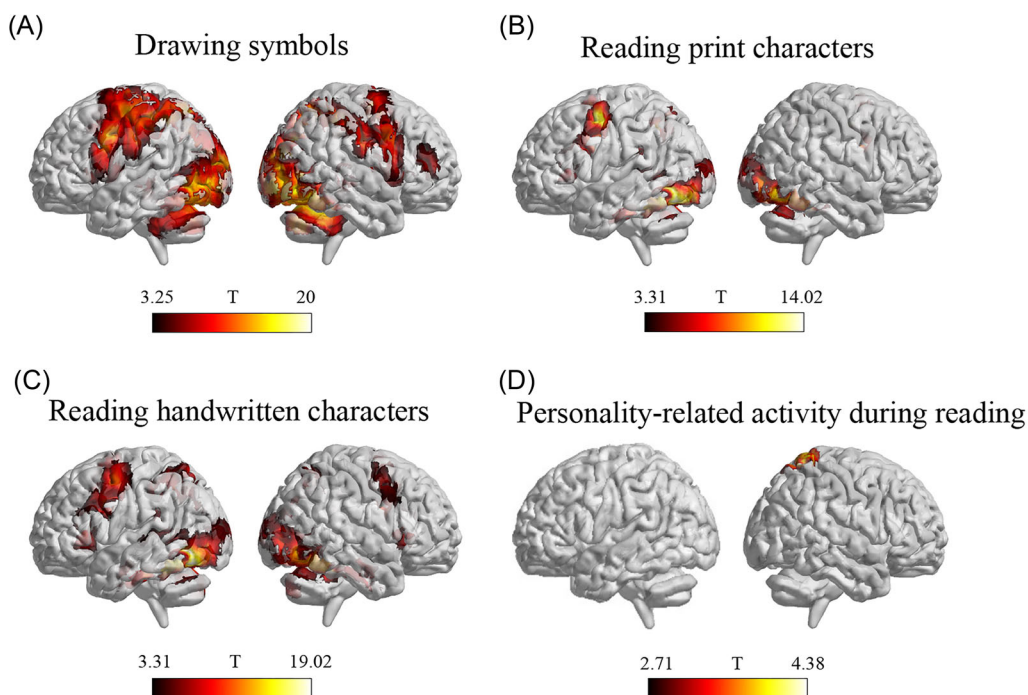 (A)
Drawing symbols
3.25 T 20
(B)
Reading print characters
3.31 T 14.02
(C)
Reading handwritten characters
3.31 T 19.02
(D)
Personality-related activity during reading
2.71 T 4.38